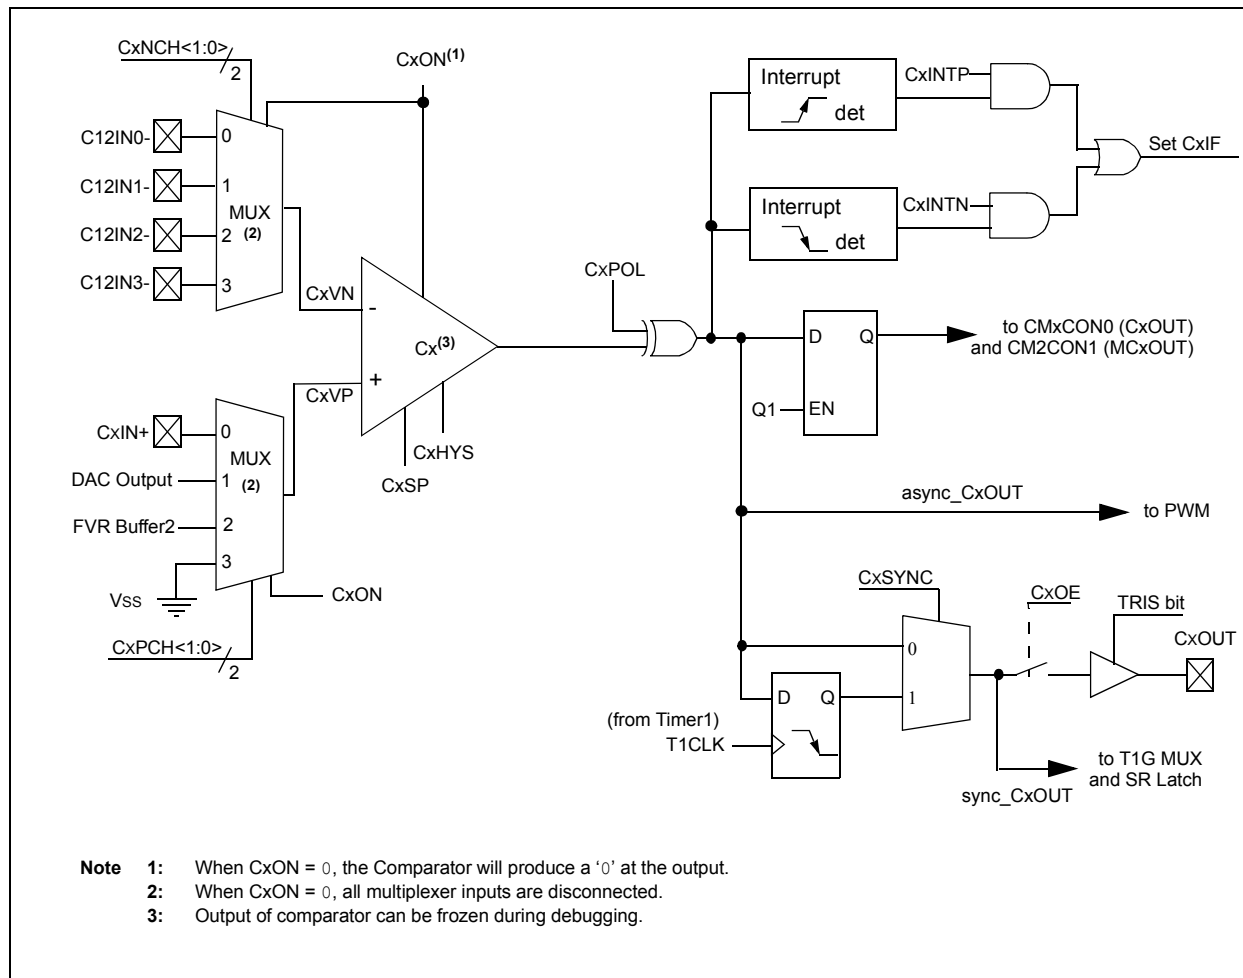 CxNCH<1:0>
2
CxON(1)
C12IN0-
0
C12IN1-
1
C12IN2-
2
C12IN3-
3
MUX
(2)
CxVN
-
Cx(3)
CxVP
+
CxHYS
CxSP
CxIN+
0
MUX
(2)
DAC Output
1
FVR Buffer2
2
3
VSS
CxON
CxPCH<1:0>
2
CxPOL
Interrupt
det
CxINTP
Interrupt
det
CxINTN
Set CxIF
D
Q
Q1
EN
to CMxCON0 (CxOUT)
and CM2CON1 (MCxOUT)
async_CxOUT
to PWM
CxSYNC
0
1
CxOE
TRIS bit
CxOUT
D
Q
(from Timer1)
T1CLK
to T1G MUX
and SR Latch
sync_CxOUT
Note 1: When CxON = 0, the Comparator will produce a ‘0’ at the output.
2: When CxON = 0, all multiplexer inputs are disconnected.
3: Output of comparator can be frozen during debugging.